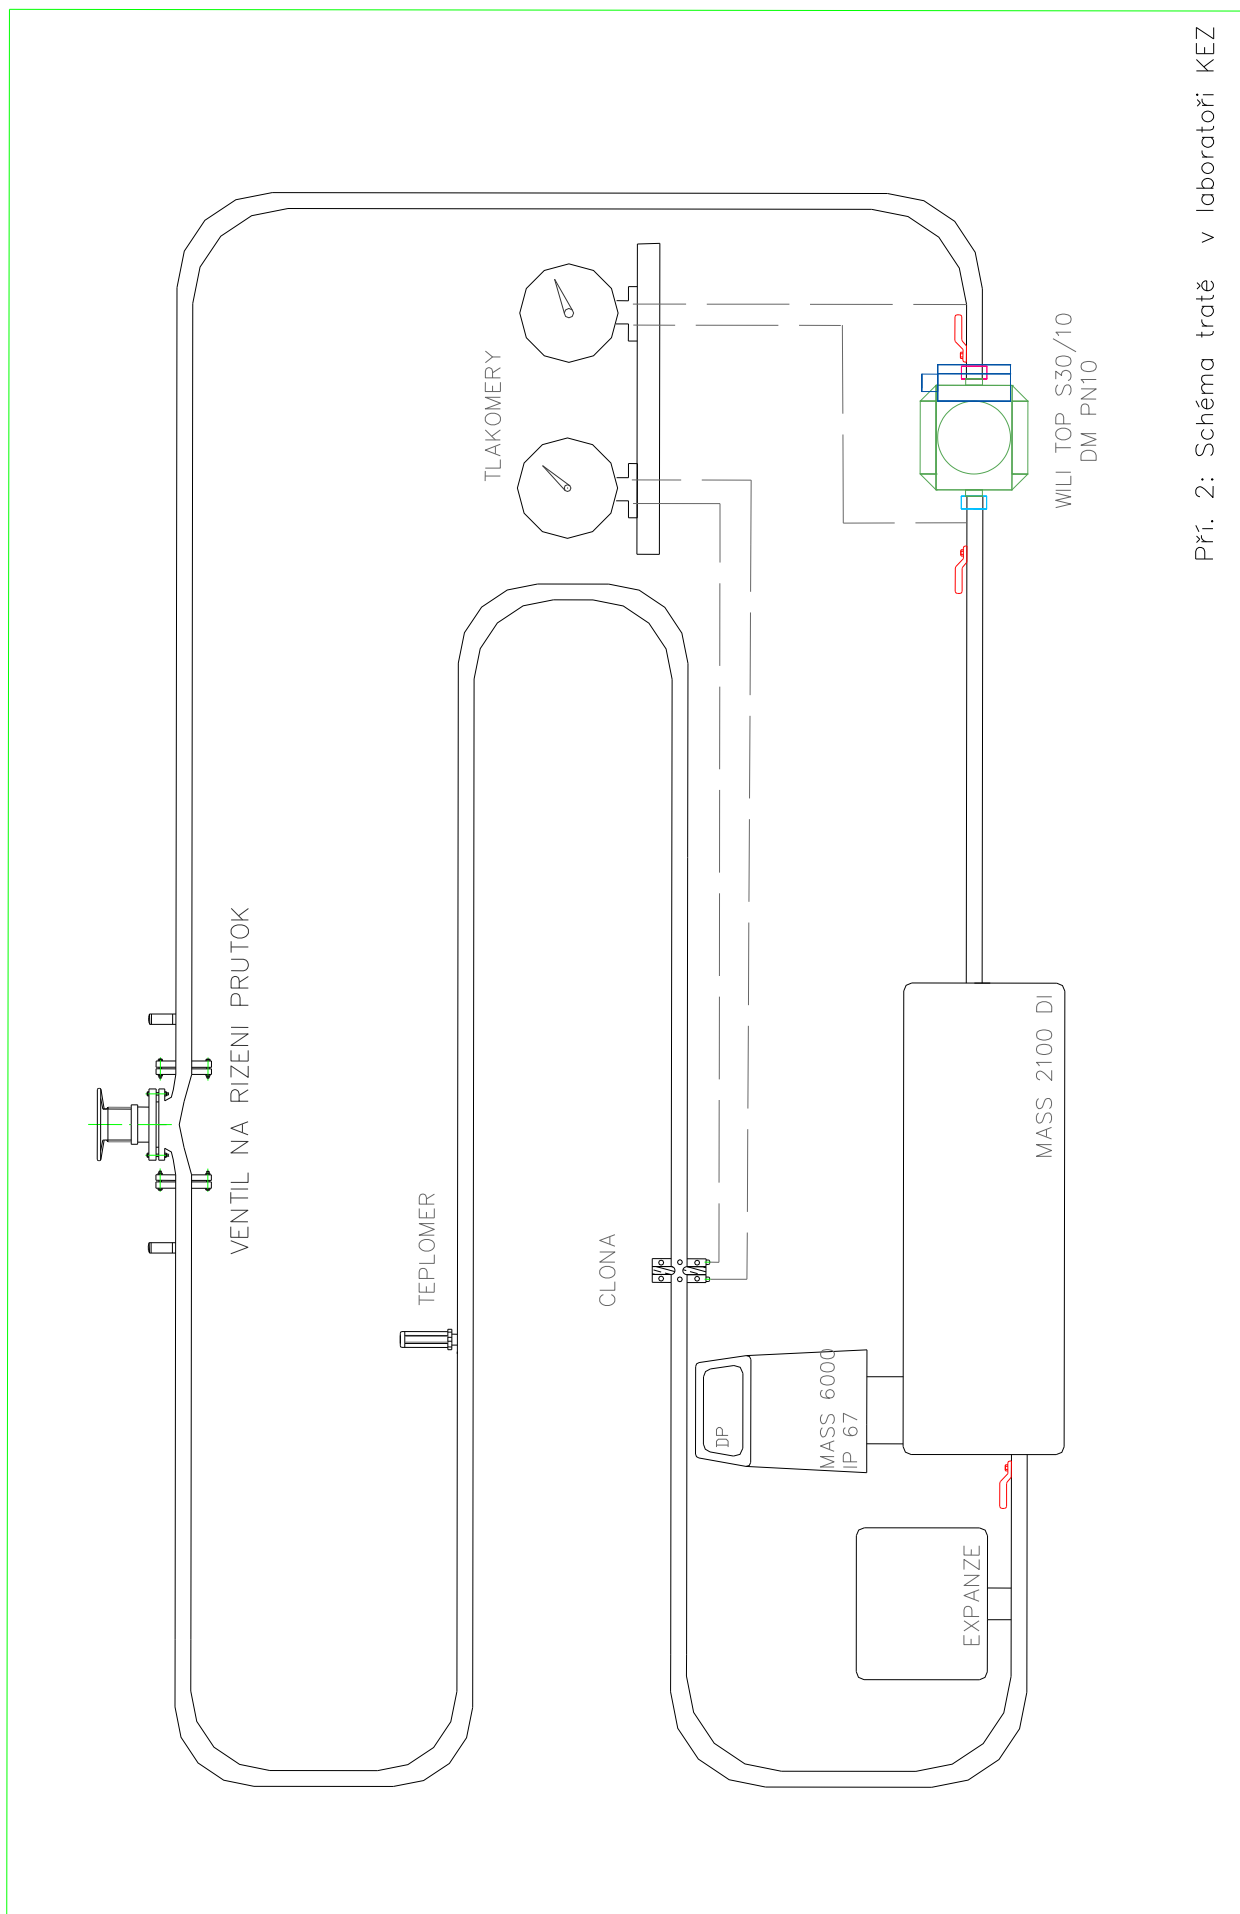 VENTIL NA RIZENI PRUTOK
TEPLOMER
TLAKOMERY
CLONA
DP
MASS 6000
IP 67
EXPANZE
MASS 2100 DI
WILI TOP S30/10
DM PN10
Pří. 2: Schéma tratě v laboratoři KEZ